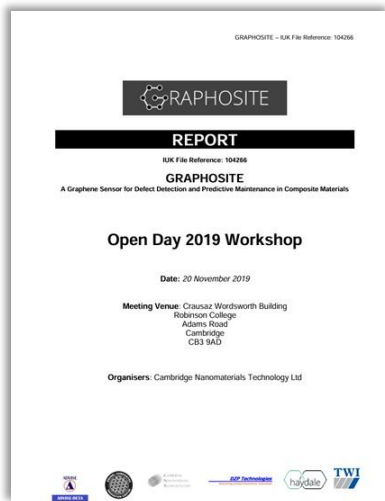 GRAPHOSITE – IUK File Reference: 104266
GRAPHOSITE
REPORT
IUK File Reference: 104266
GRAPHOSITE
A Graphene Sensor for Defect Detection and Predictive Maintenance in Composite Materials
Open Day 2019 Workshop
Date: 20 November 2019
Meeting Venue: Crausaz Wordsworth Building
Robinson College
Adams Road
Cambridge
CB3 9AD
Organisers: Cambridge Nanomaterials Technology Ltd
DZP Technologies
haydale
TWI